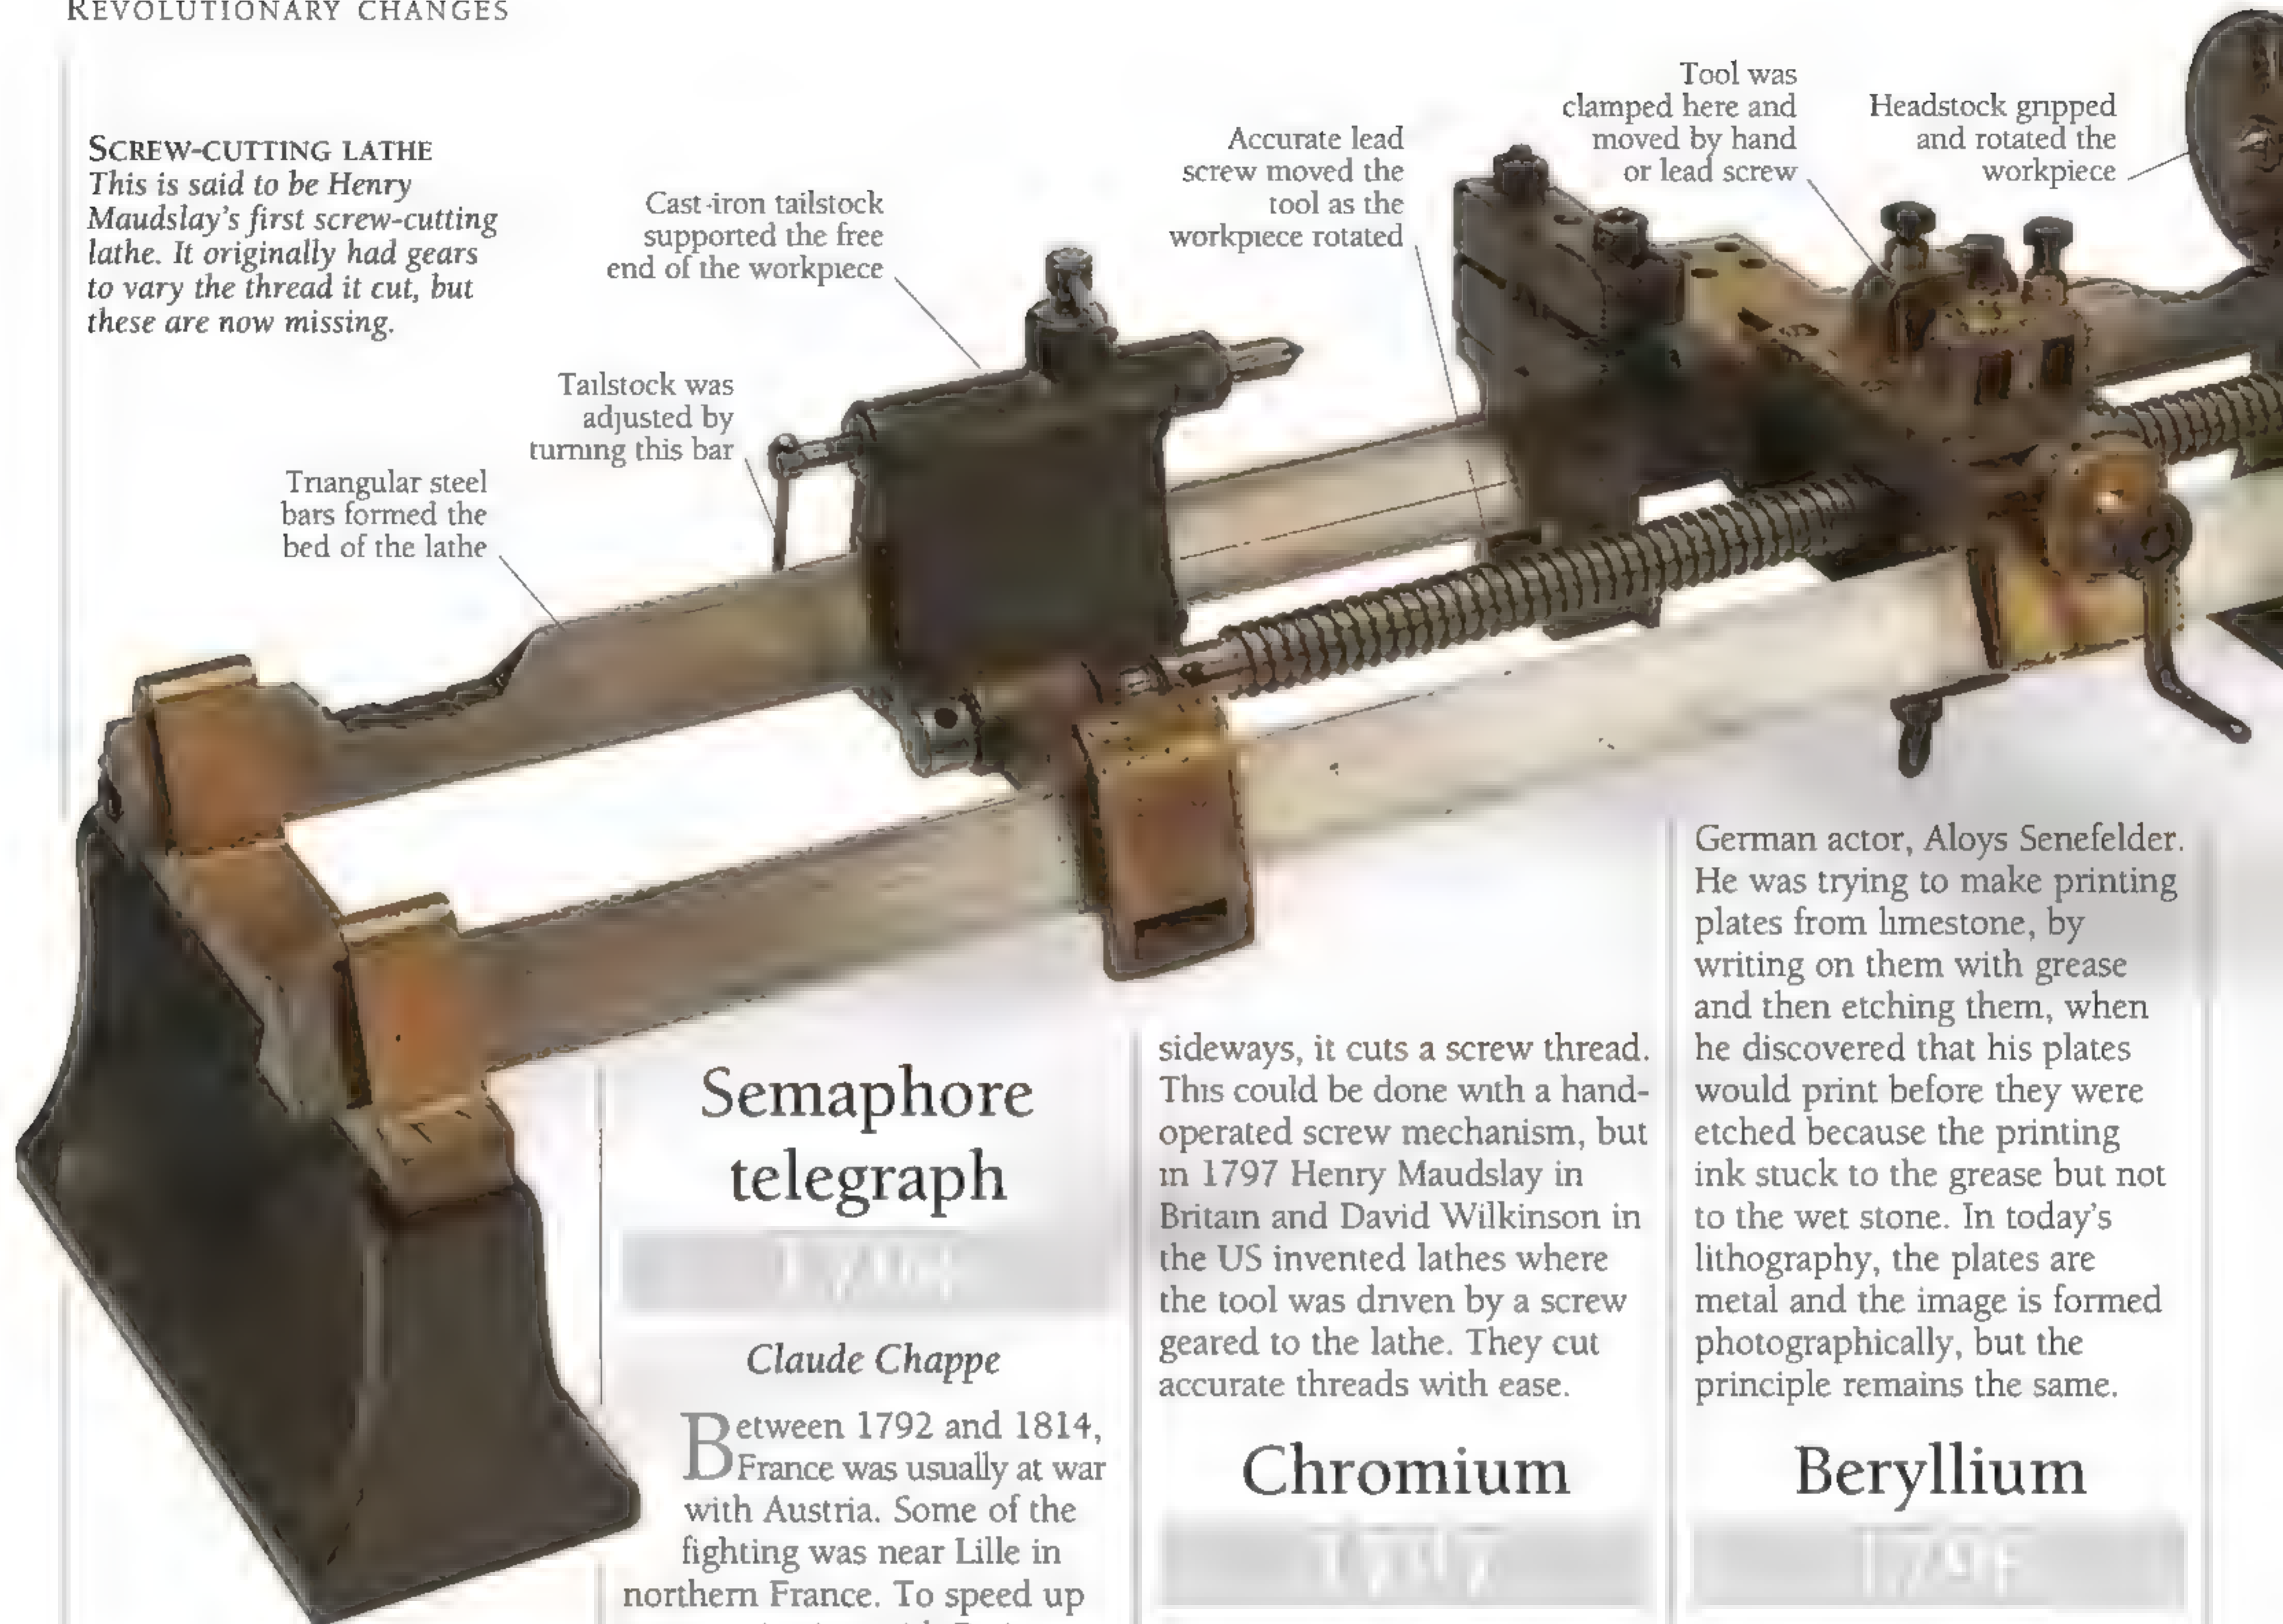 REVOLUTIONARY CHANGES
SCREW-CUTTING LATHE
This is said to be Henry
Maudslay's first screw-cutting
lathe. It originally had gears
to vary the thread it cut, but
these are now missing.
Triangular steel
bars formed the
bed of the lathe
Tailstock was
adjusted by
turning this bar
Cast-iron tailstock
supported the free
end of the workpiece
Accurate lead
screw moved the
tool as the
workpiece rotated
Tool was
clamped here and
moved by hand
or lead screw
Headstock gripped
and rotated the
workpiece
Semaphore
telegraph
Claude Chappe
Between 1792 and 1814,
France was usually at war
with Austria. Some of the
fighting was near Lille in
northern France. To speed up
sideways, it cuts a screw thread.
This could be done with a hand-
operated screw mechanism, but
in 1797 Henry Maudslay in
Britain and David Wilkinson in
the US invented lathes where
the tool was driven by a screw
geared to the lathe. They cut
accurate threads with ease.
Chromium
1797
German actor, Aloys Senefelder.
He was trying to make printing
plates from limestone, by
writing on them with grease
and then etching them, when
he discovered that his plates
would print before they were
etched because the printing
ink stuck to the grease but not
to the wet stone. In today's
lithography, the plates are
metal and the image is formed
photographically, but the
principle remains the same.
Beryllium